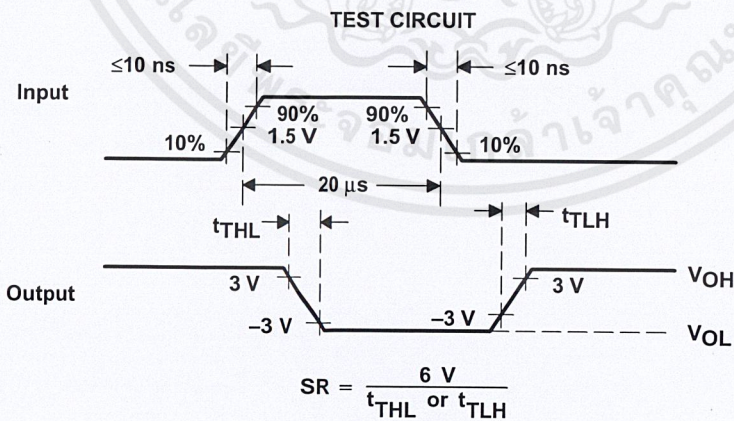 TEST CIRCUIT
≤10 ns
≤10 ns
Input
90%
90%
10%
1.5 V
1.5 V
10%
20 μs
tTHL
tTLH
Output
3 V
3 V
VOH
–3 V
–3 V
VOL
SR = 6 V / tTHL or tTLH